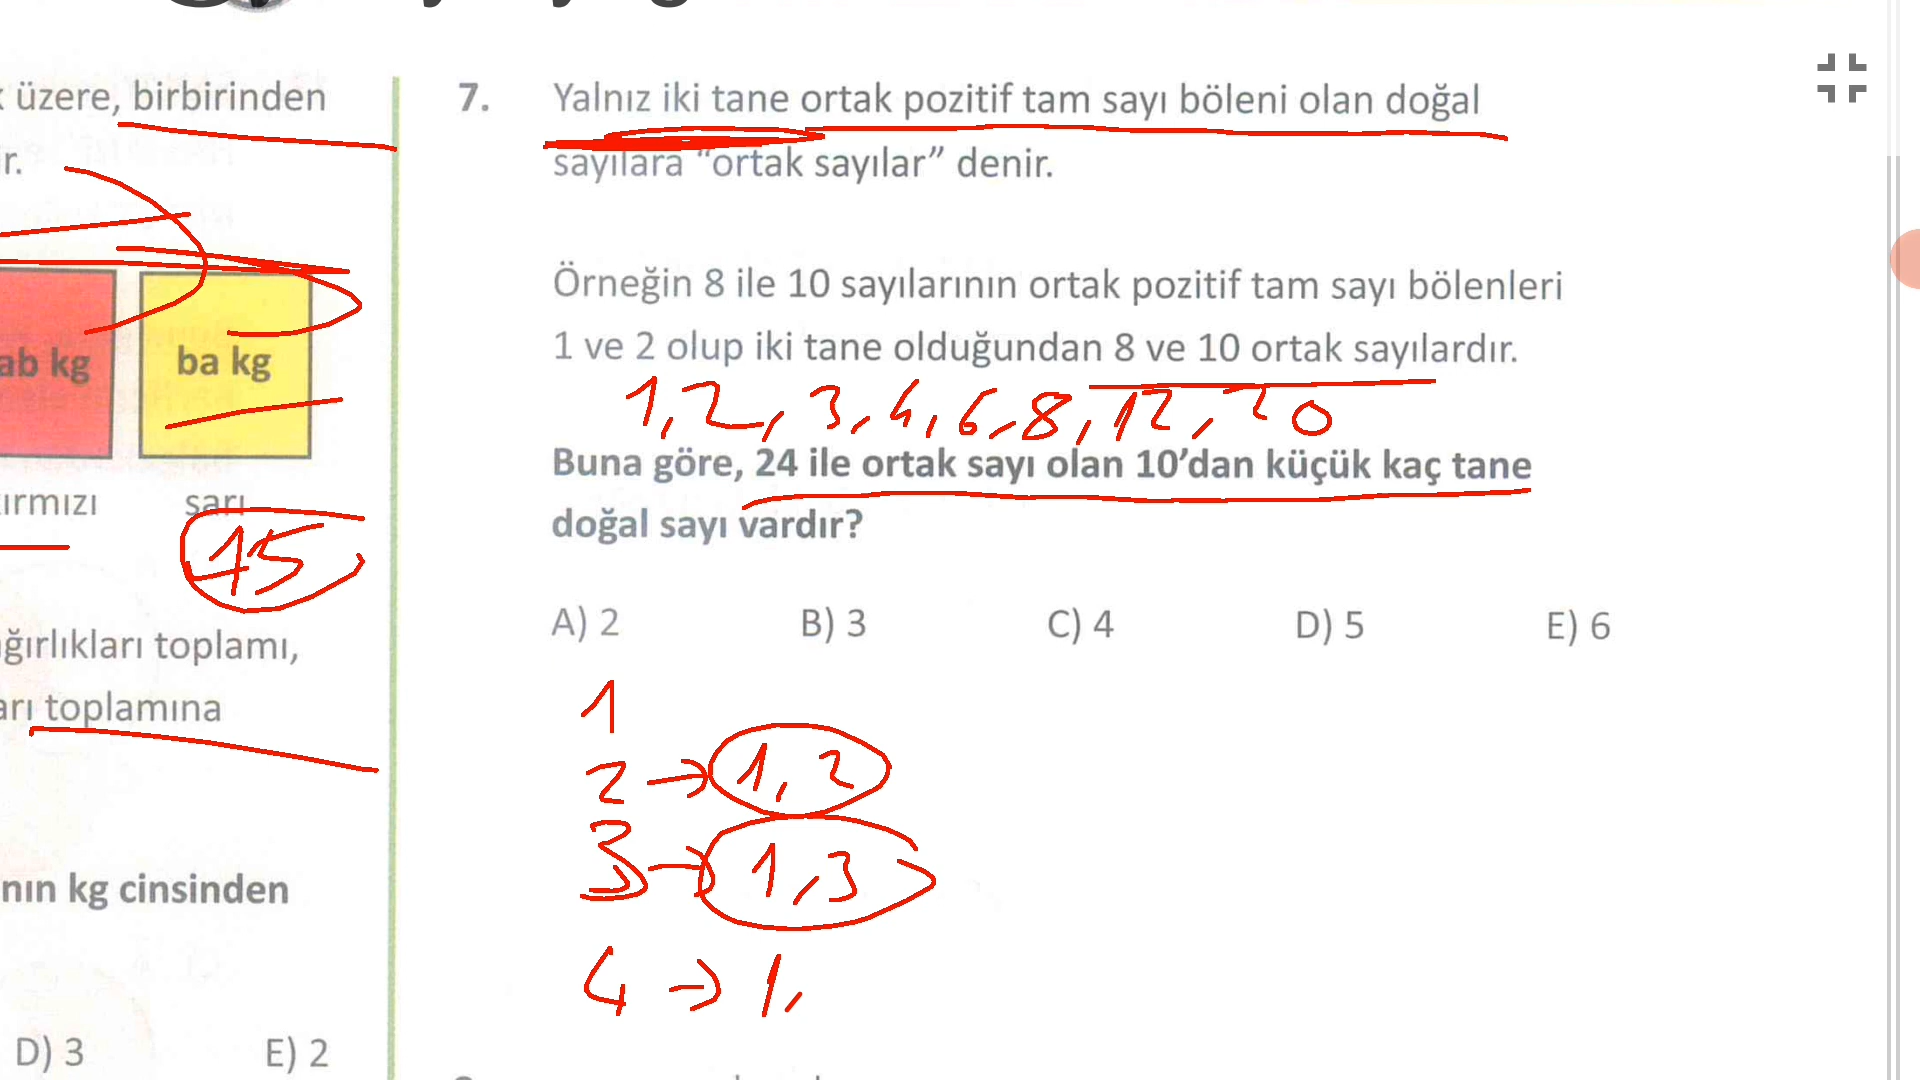 üzere, birbirinden
r.
ab kg
ba kg
ırmızı
sarı
15
ğırlıkları toplamı,
arı toplamına
nın kg cinsinden
D) 3
E) 2
7. Yalnız iki tane ortak pozitif tam sayı böleni olan doğal
sayılara “ortak sayılar” denir.
Örneğin 8 ile 10 sayılarının ortak pozitif tam sayı bölenleri
1 ve 2 olup iki tane olduğundan 8 ve 10 ortak sayılardır.
1, 2, 3, 4, 6, 8, 12, 20
Buna göre, 24 ile ortak sayı olan 10’dan küçük kaç tane
doğal sayı vardır?
A) 2 B) 3 C) 4 D) 5 E) 6
1
2 → 1, 2
3 → 1, 3
4 → 1,